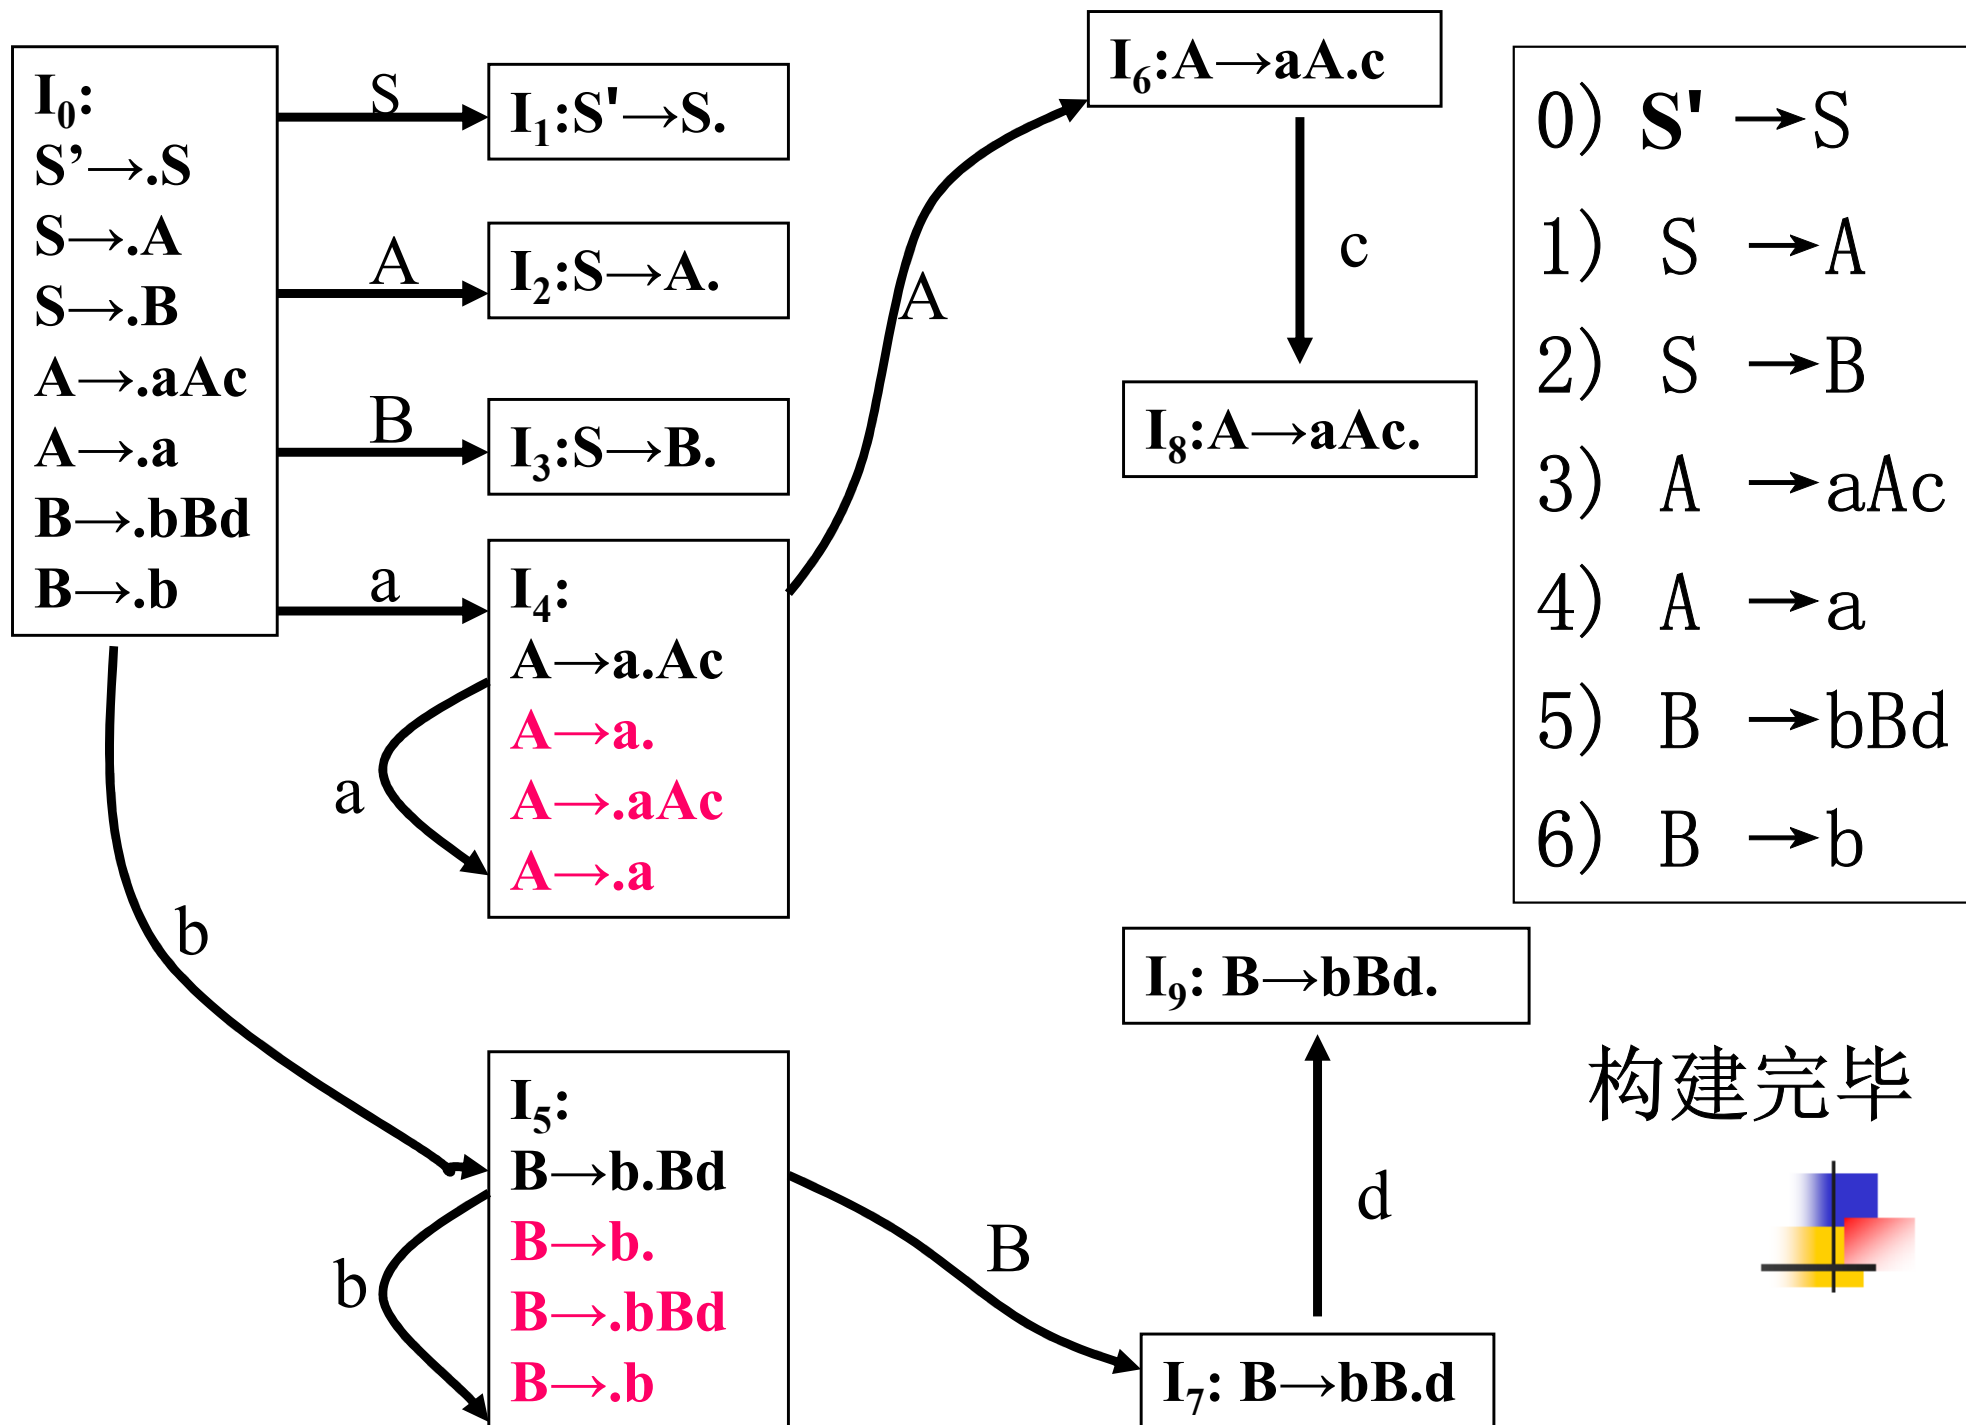 I₀:
S’→.S
S→.A
S→.B
A→.aAc
A→.a
B→.bBd
B→.b
S
I₁:S'→S.
A
I₂:S→A.
B
I₃:S→B.
a
I₄:
A→a.Ac
A→a.
A→.aAc
A→.a
a
b
I₅:
B→b.Bd
B→b.
B→.bBd
B→.b
b
A
I₆:A→aA.c
c
I₈:A→aAc.
B
I₉: B→bBd.
d
I₇: B→bB.d
0) S' →S
1) S →A
2) S →B
3) A →aAc
4) A →a
5) B →bBd
6) B →b
构建完毕